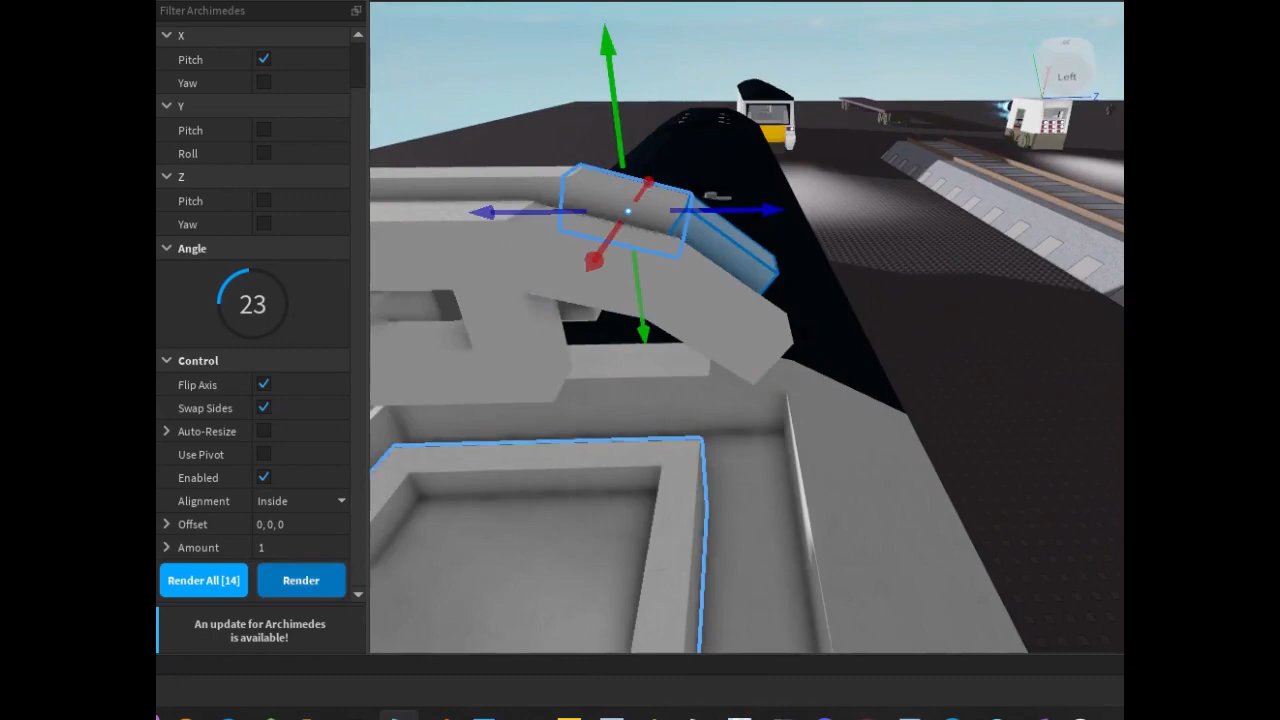 Filter Archimedes
X
Pitch
Yaw
Y
Pitch
Roll
Z
Pitch
Yaw
Angle
23
Control
Flip Axis
Swap Sides
Auto-Resize
Use Pivot
Enabled
Alignment Inside
Offset 0, 0, 0
Amount 1
Render All [14] Render
An update for Archimedes
is available!
Left
Z